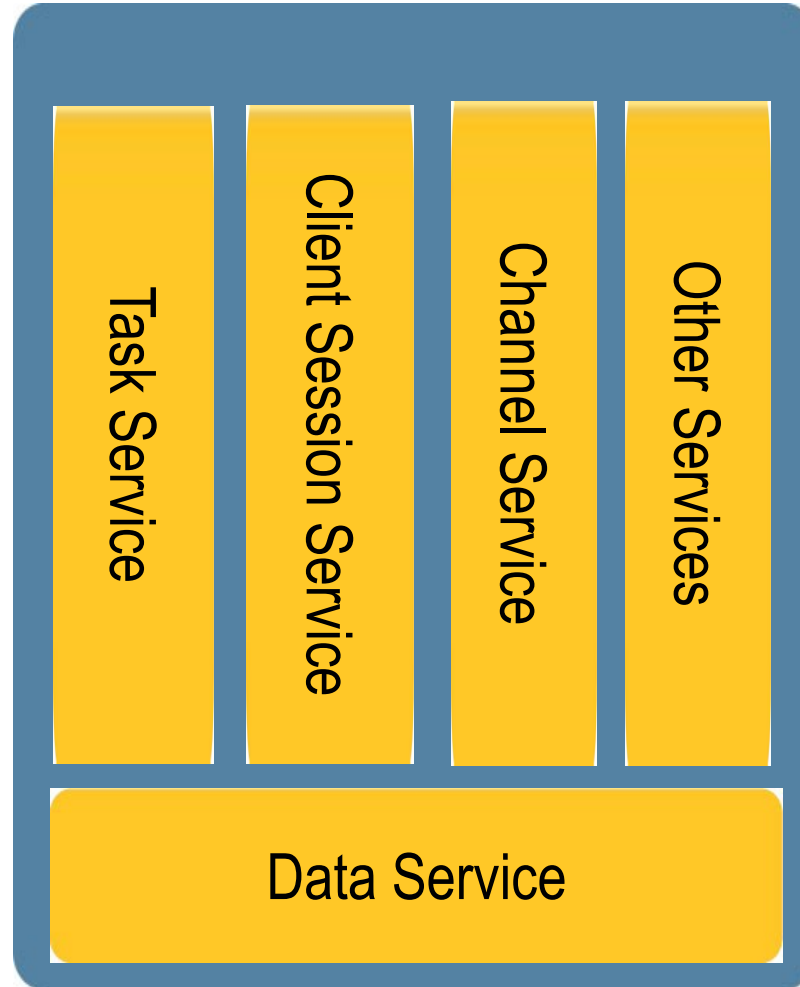 Task Service
Client Session Service
Channel Service
Other Services
Data Service